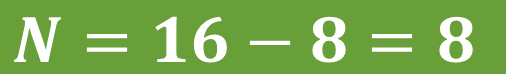 N = 16 − 8 = 8